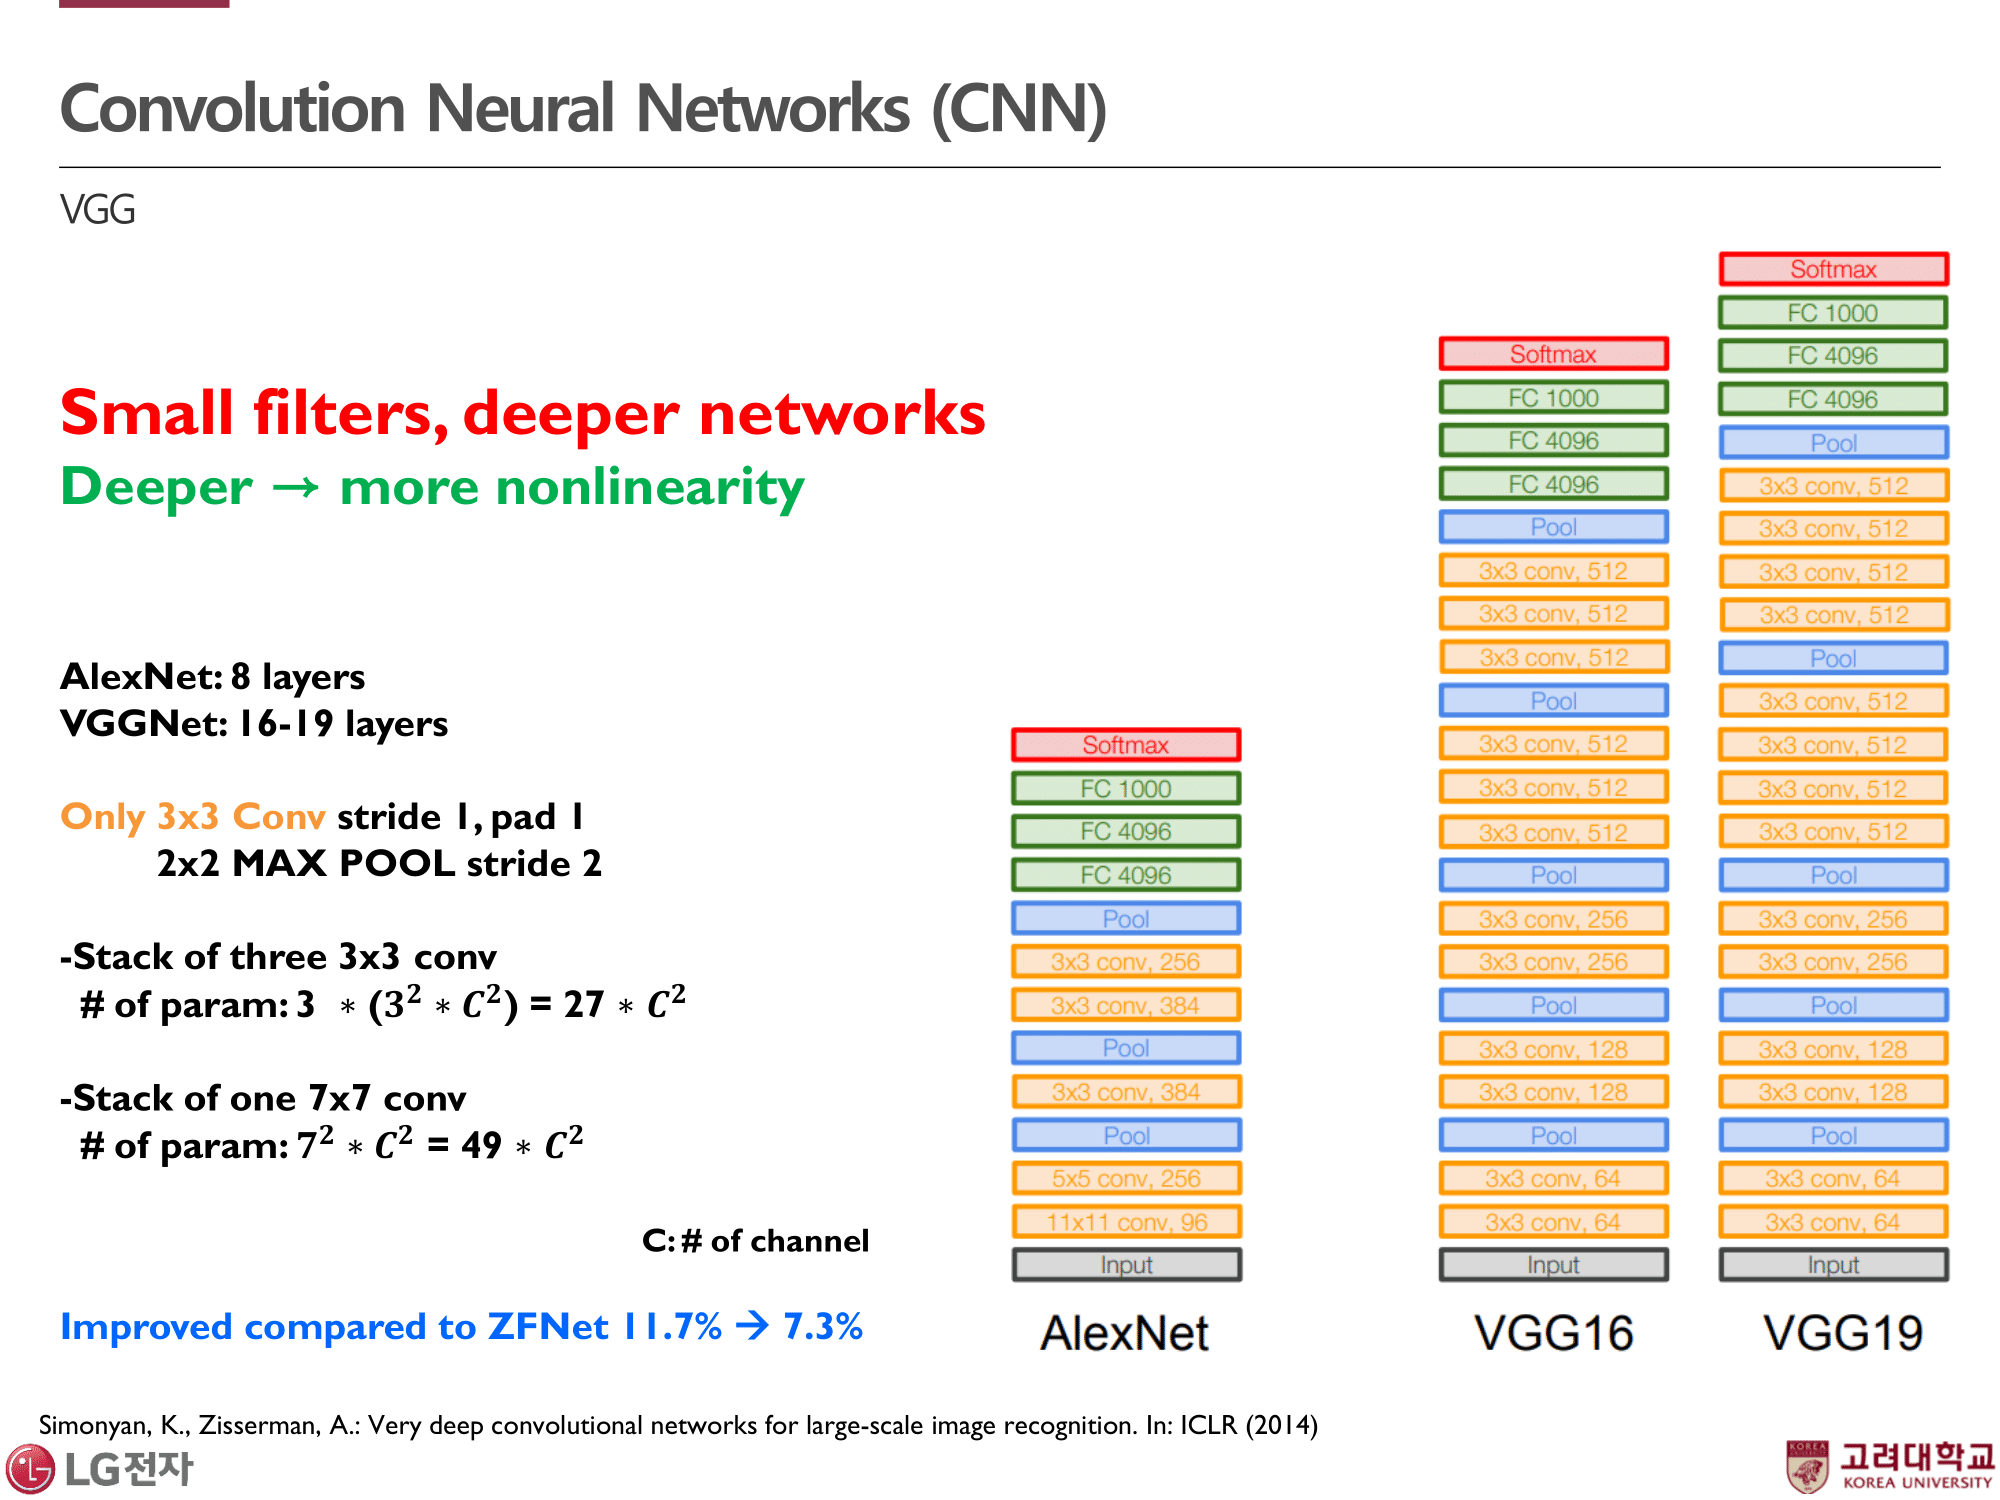 Convolution Neural Networks (CNN)
VGG
Small filters, deeper networks
Deeper → more nonlinearity
AlexNet: 8 layers
VGGNet: 16-19 layers
Only 3x3 Conv stride 1, pad 1
2x2 MAX POOL stride 2
-Stack of three 3x3 conv
# of param: 3 * (3² * C²) = 27 * C²
-Stack of one 7x7 conv
# of param: 7² * C² = 49 * C²
C: # of channel
Improved compared to ZFNet 11.7% → 7.3%
Softmax
FC 1000
FC 4096
FC 4096
Pool
3x3 conv, 256
3x3 conv, 384
Pool
3x3 conv, 384
Pool
5x5 conv, 256
11x11 conv, 96
Input
AlexNet
Softmax
FC 1000
FC 4096
FC 4096
Pool
3x3 conv, 512
3x3 conv, 512
3x3 conv, 512
Pool
3x3 conv, 512
3x3 conv, 512
3x3 conv, 512
Pool
3x3 conv, 256
3x3 conv, 256
Pool
3x3 conv, 128
3x3 conv, 128
Pool
3x3 conv, 64
3x3 conv, 64
Input
VGG16
Softmax
FC 1000
FC 4096
FC 4096
Pool
3x3 conv, 512
3x3 conv, 512
3x3 conv, 512
3x3 conv, 512
Pool
3x3 conv, 512
3x3 conv, 512
3x3 conv, 512
3x3 conv, 512
Pool
3x3 conv, 256
3x3 conv, 256
Pool
3x3 conv, 128
3x3 conv, 128
Pool
3x3 conv, 64
3x3 conv, 64
Input
VGG19
Simonyan, K., Zisserman, A.: Very deep convolutional networks for large-scale image recognition. In: ICLR (2014)
LG전자
KOREA
고려대학교
KOREA UNIVERSITY